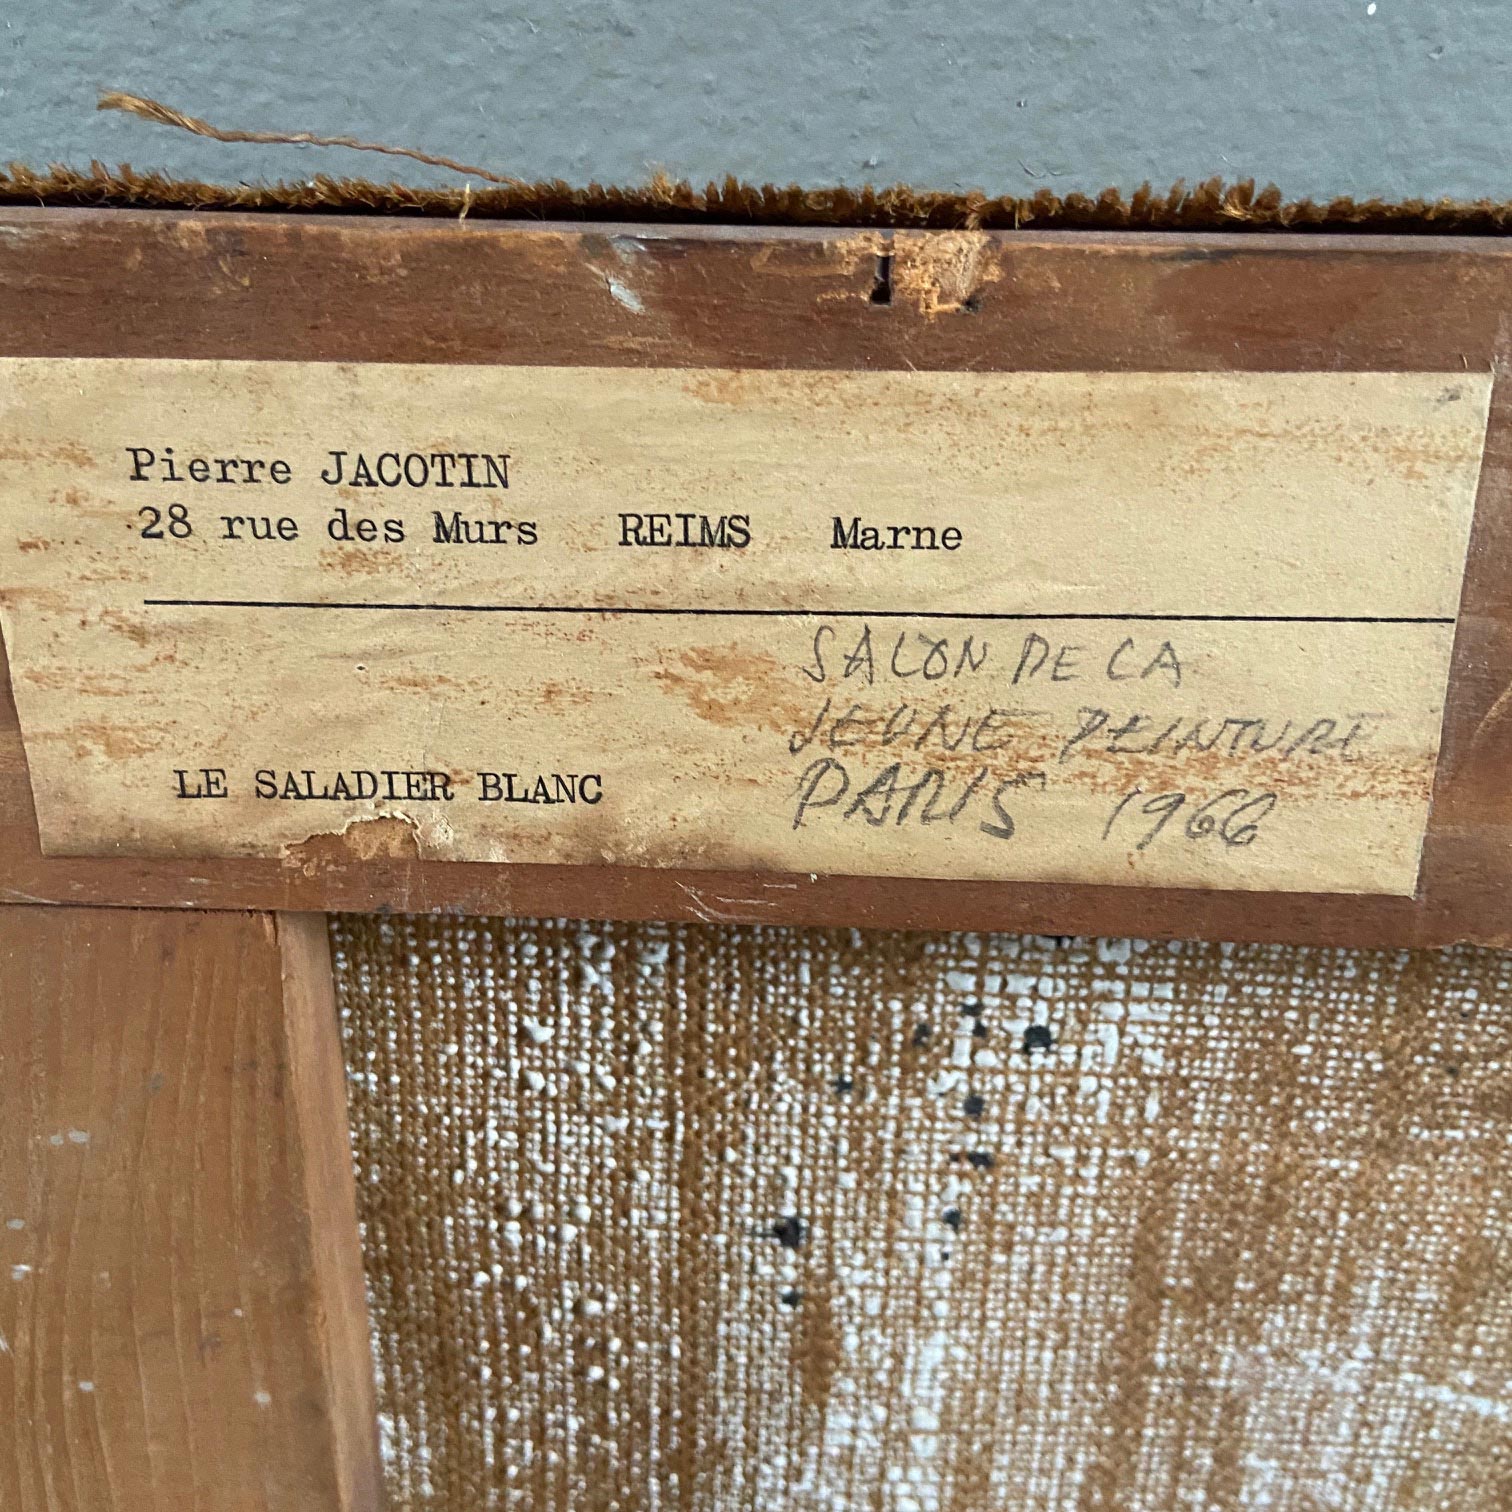 Pierre JACOTIN
28 rue des Murs REIMS Marne
LE SALADIER BLANC
SALON DE LA
JEUNE PEINTURE
PARIS 1966